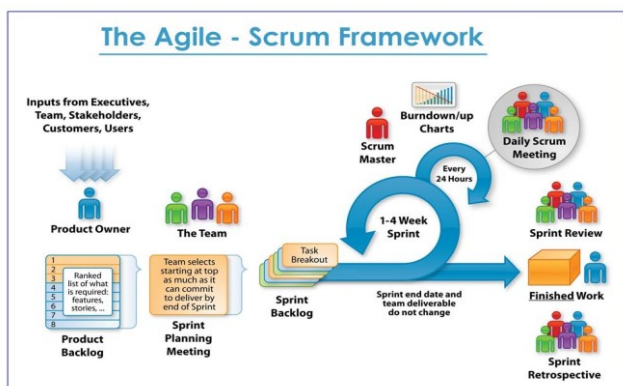 The Agile - Scrum Framework
Inputs from Executives,
Team, Stakeholders,
Customers, Users
Product Owner
The Team
1
2
3
4
5
6
7
8
Ranked
list of what
is required:
features,
stories, ...
Product
Backlog
Team selects
starting at top
as much as it
can commit
to deliver by
end of Sprint
Sprint
Planning
Meeting
Task
Breakout
Sprint
Backlog
Scrum
Master
Burndown/up
Charts
Every
24 Hours
Daily Scrum
Meeting
1-4 Week
Sprint
Sprint end date and
team deliverable
do not change
Sprint Review
Finished Work
Sprint
Retrospective